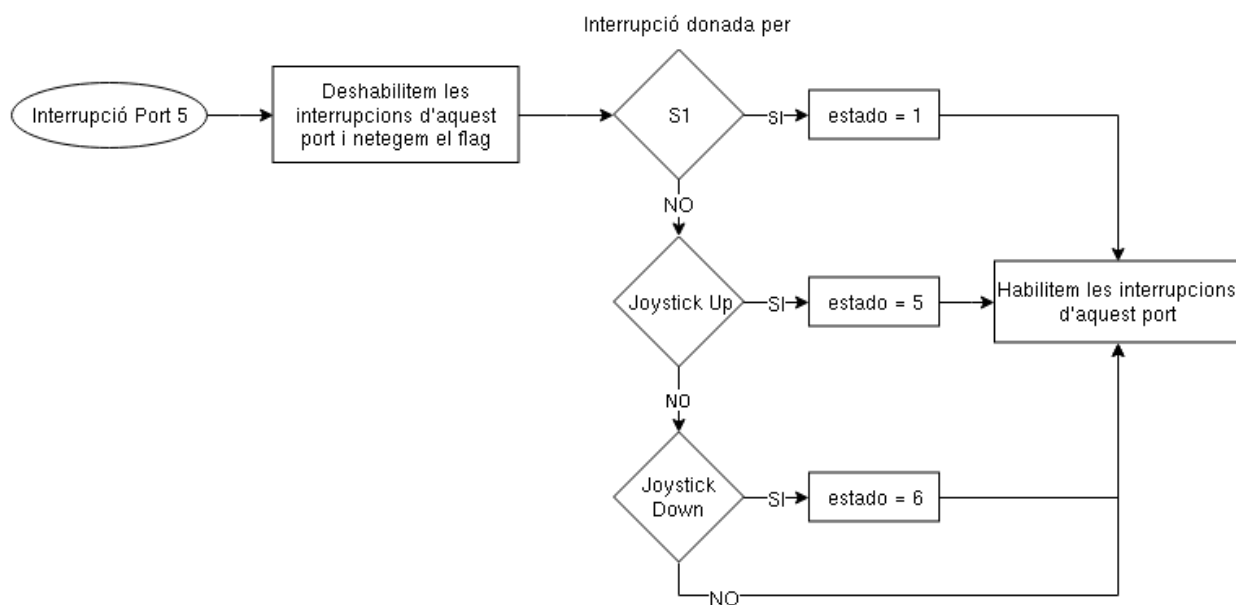 Interrupció donada per
Interrupció Port 5
Deshabilitem les
interrupcions d'aquest
port i netegem el flag
S1
SI
estado = 1
NO
Joystick Up
SI
estado = 5
Habilitem les interrupcions
d'aquest port
NO
Joystick
Down
SI
estado = 6
NO